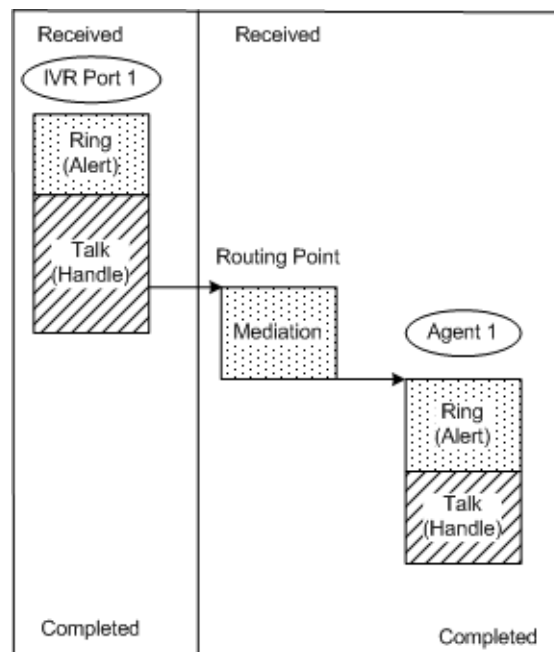 Received
IVR Port 1
Ring
(Alert)
Talk
(Handle)
Completed
Received
Routing Point
Mediation
Agent 1
Ring
(Alert)
Talk
(Handle)
Completed